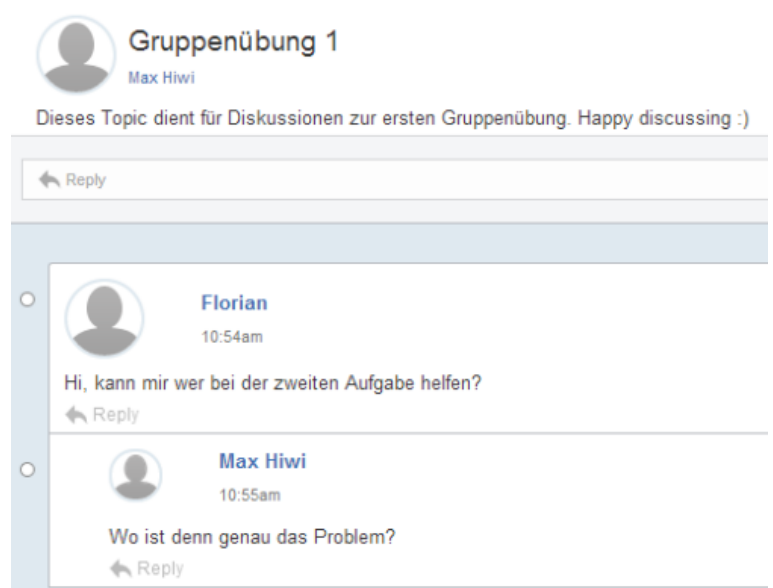 Gruppenübung 1
Max Hiwi
Dieses Topic dient für Diskussionen zur ersten Gruppenübung. Happy discussing :)
Reply
Florian
10:54am
Hi, kann mir wer bei der zweiten Aufgabe helfen?
Reply
Max Hiwi
10:55am
Wo ist denn genau das Problem?
Reply